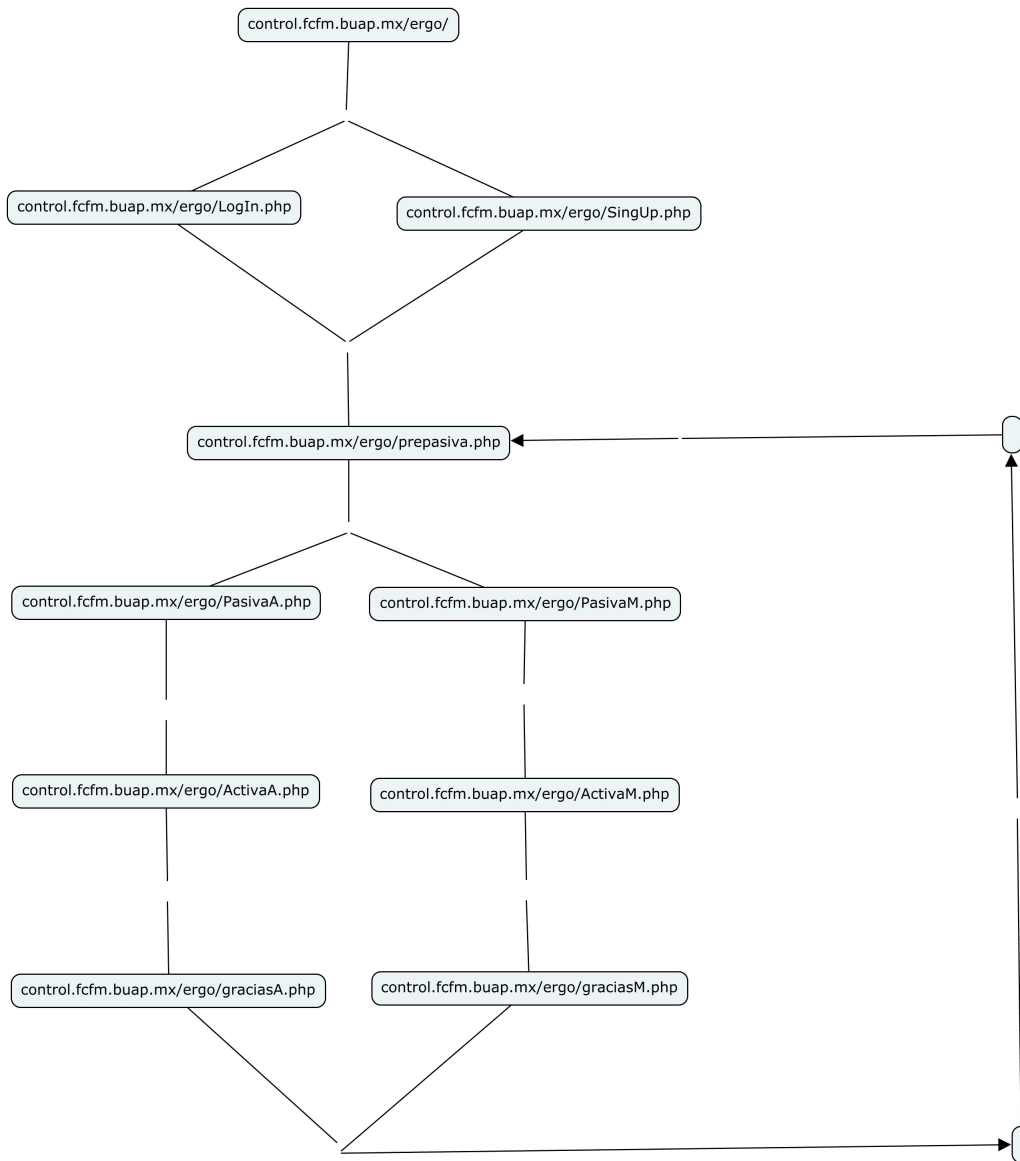 control.fcfm.buap.mx/ergo/
control.fcfm.buap.mx/ergo/LogIn.php
control.fcfm.buap.mx/ergo/SingUp.php
control.fcfm.buap.mx/ergo/prepasiva.php
control.fcfm.buap.mx/ergo/PasivaA.php
control.fcfm.buap.mx/ergo/PasivaM.php
control.fcfm.buap.mx/ergo/ActivaA.php
control.fcfm.buap.mx/ergo/ActivaM.php
control.fcfm.buap.mx/ergo/graciasA.php
control.fcfm.buap.mx/ergo/graciasM.php